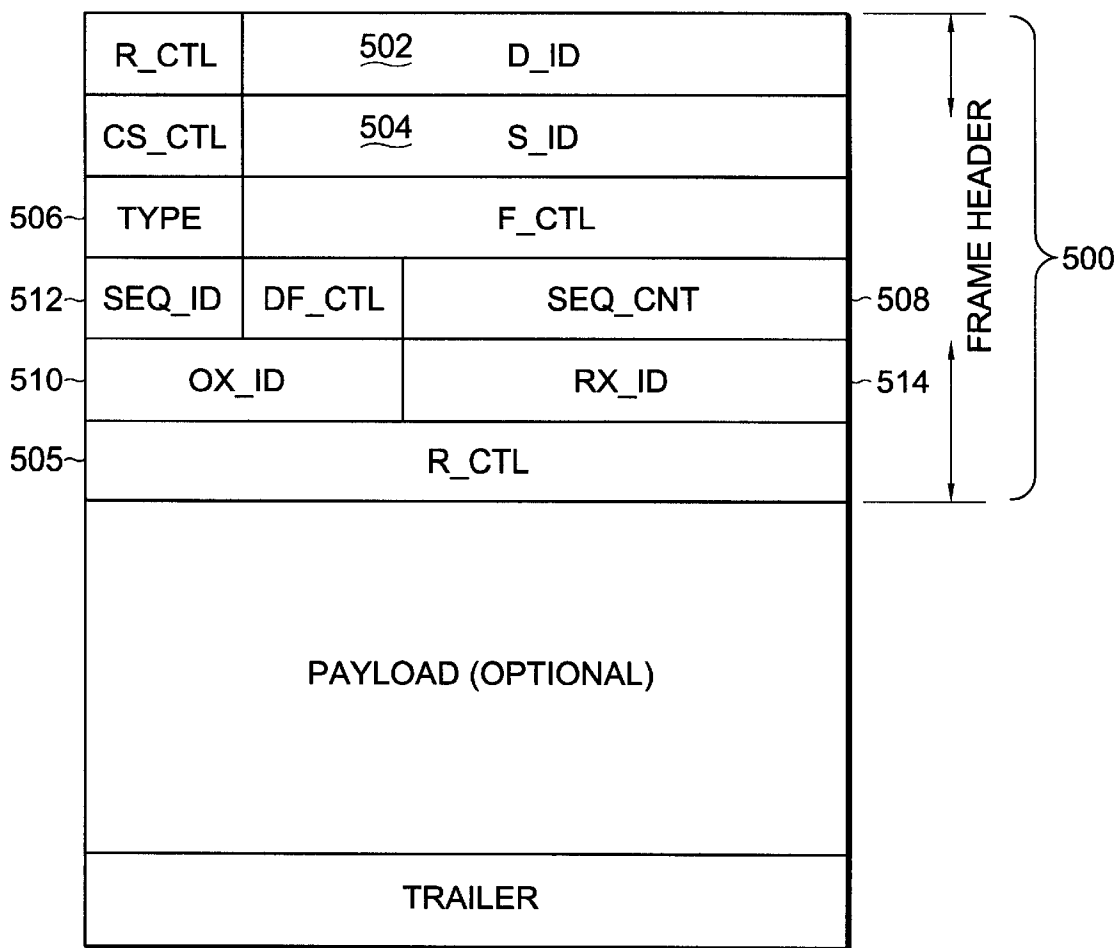 R_CTL 502 D_ID
CS_CTL 504 S_ID
506 TYPE F_CTL
512 SEQ_ID DF_CTL SEQ_CNT 508
510 OX_ID RX_ID 514
505 R_CTL
FRAME HEADER
500
PAYLOAD (OPTIONAL)
TRAILER